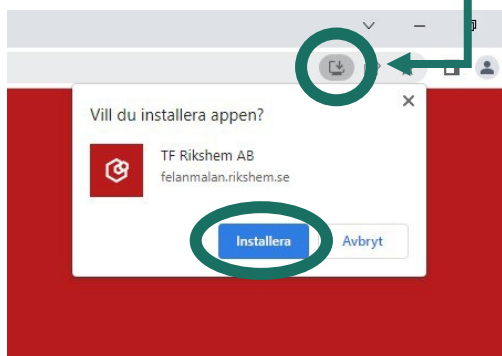 Vill du installera appen?
TF Rikshem AB
felanmalan.rikshem.se
Installera
Avbryt